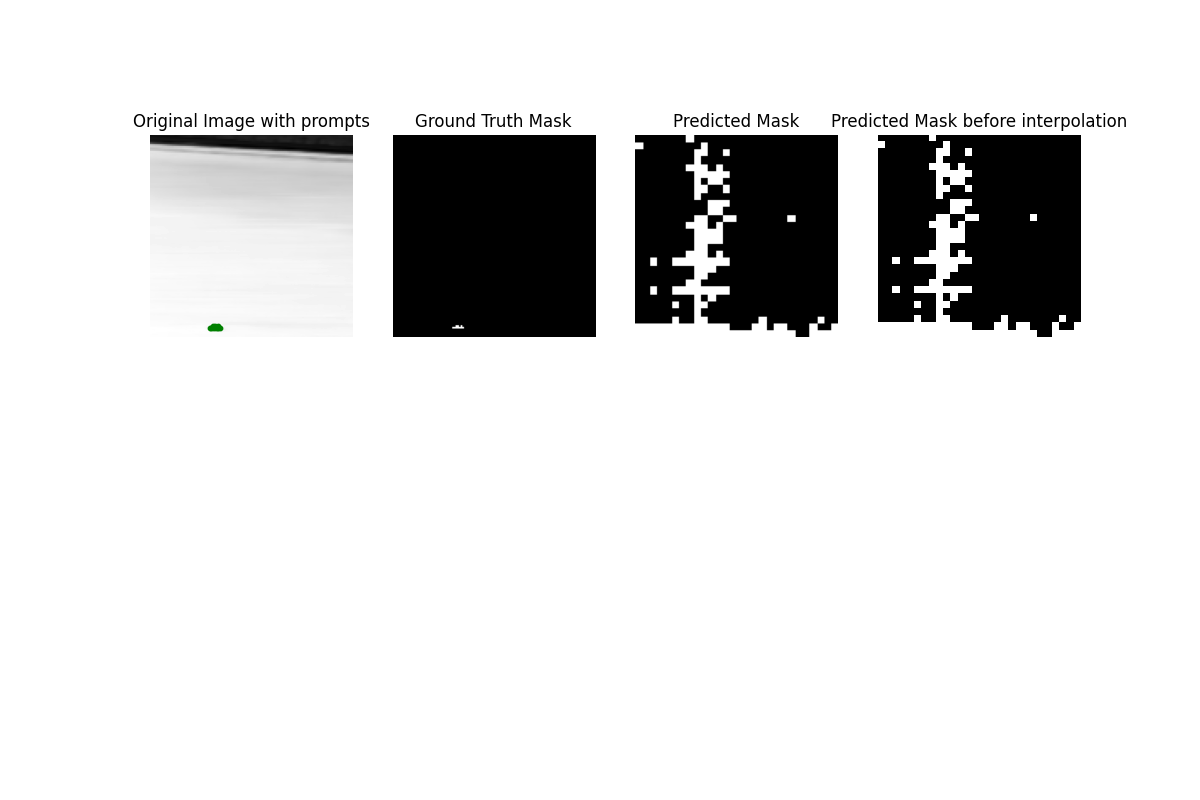 Original Image with prompts
Ground Truth Mask
Predicted Mask
Predicted Mask before interpolation